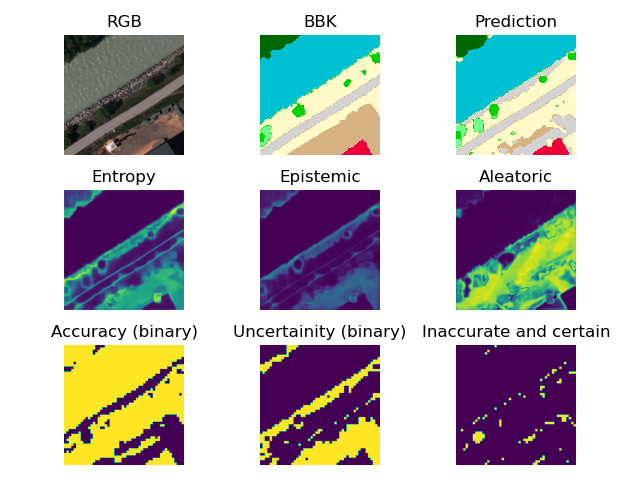 RGB
BBK
Prediction
Entropy
Epistemic
Aleatoric
Accuracy (binary)
Uncertainity (binary)
Inaccurate and certain